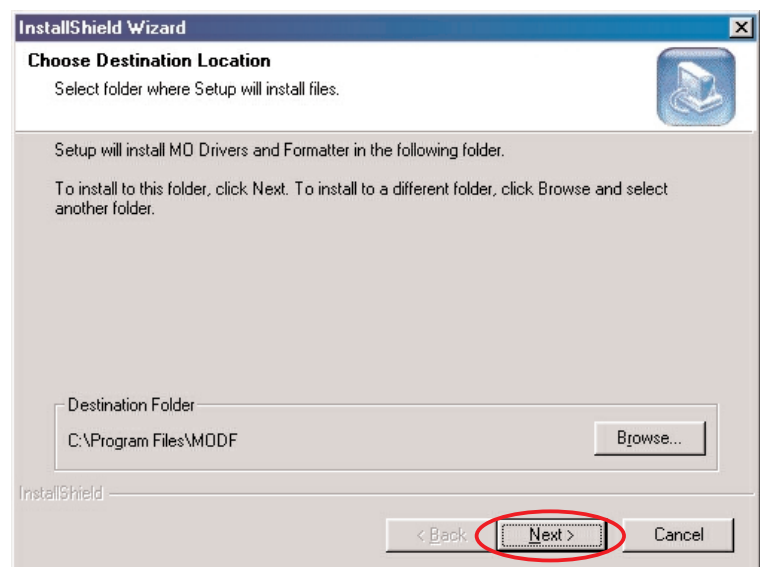 InstallShield Wizard
Choose Destination Location
Select folder where Setup will install files.
Setup will install MO Drivers and Formatter in the following folder.
To install to this folder, click Next. To install to a different folder, click Browse and select
another folder.
Destination Folder
C:\Program Files\MODF
Browse...
InstallShield
< Back
Next >
Cancel